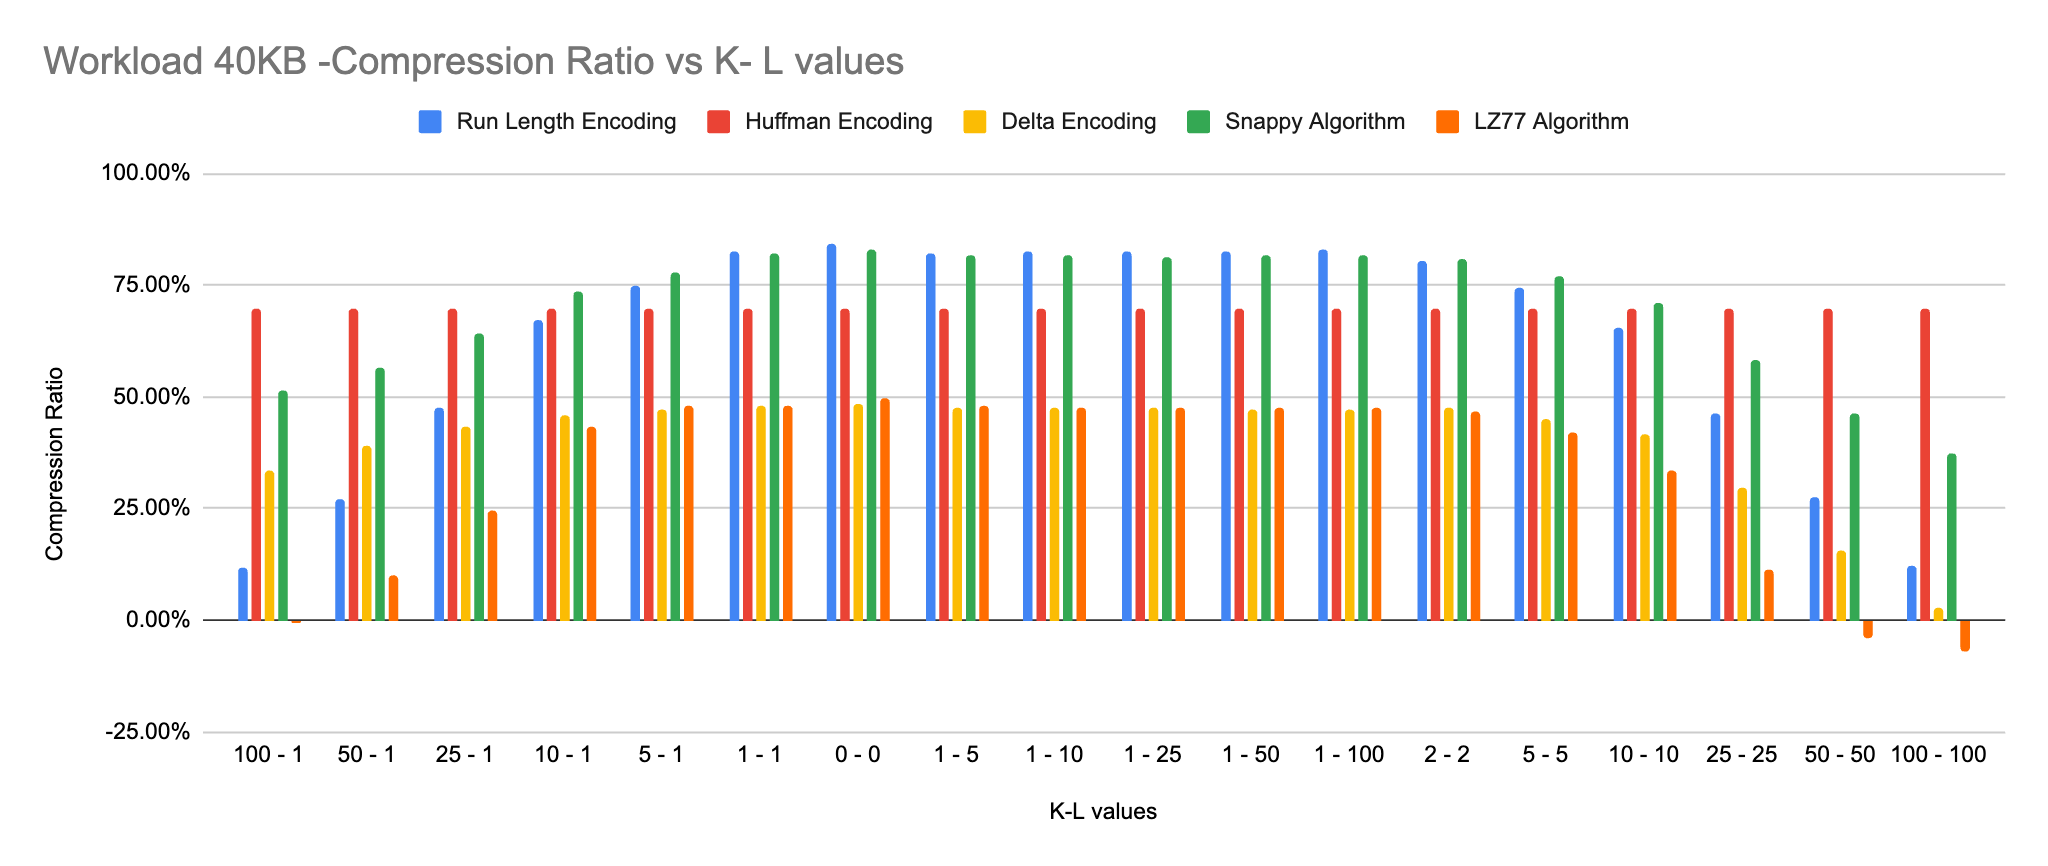 Workload 40KB -Compression Ratio vs K- L values
Run Length Encoding Huffman Encoding Delta Encoding Snappy Algorithm LZ77 Algorithm
100.00%
75.00%
50.00%
25.00%
0.00%
-25.00%
Compression Ratio
100 - 1 50 - 1 25 - 1 10 - 1 5 - 1 1 - 1 0 - 0 1 - 5 1 - 10 1 - 25 1 - 50 1 - 100 2 - 2 5 - 5 10 - 10 25 - 25 50 - 50 100 - 100
K-L values